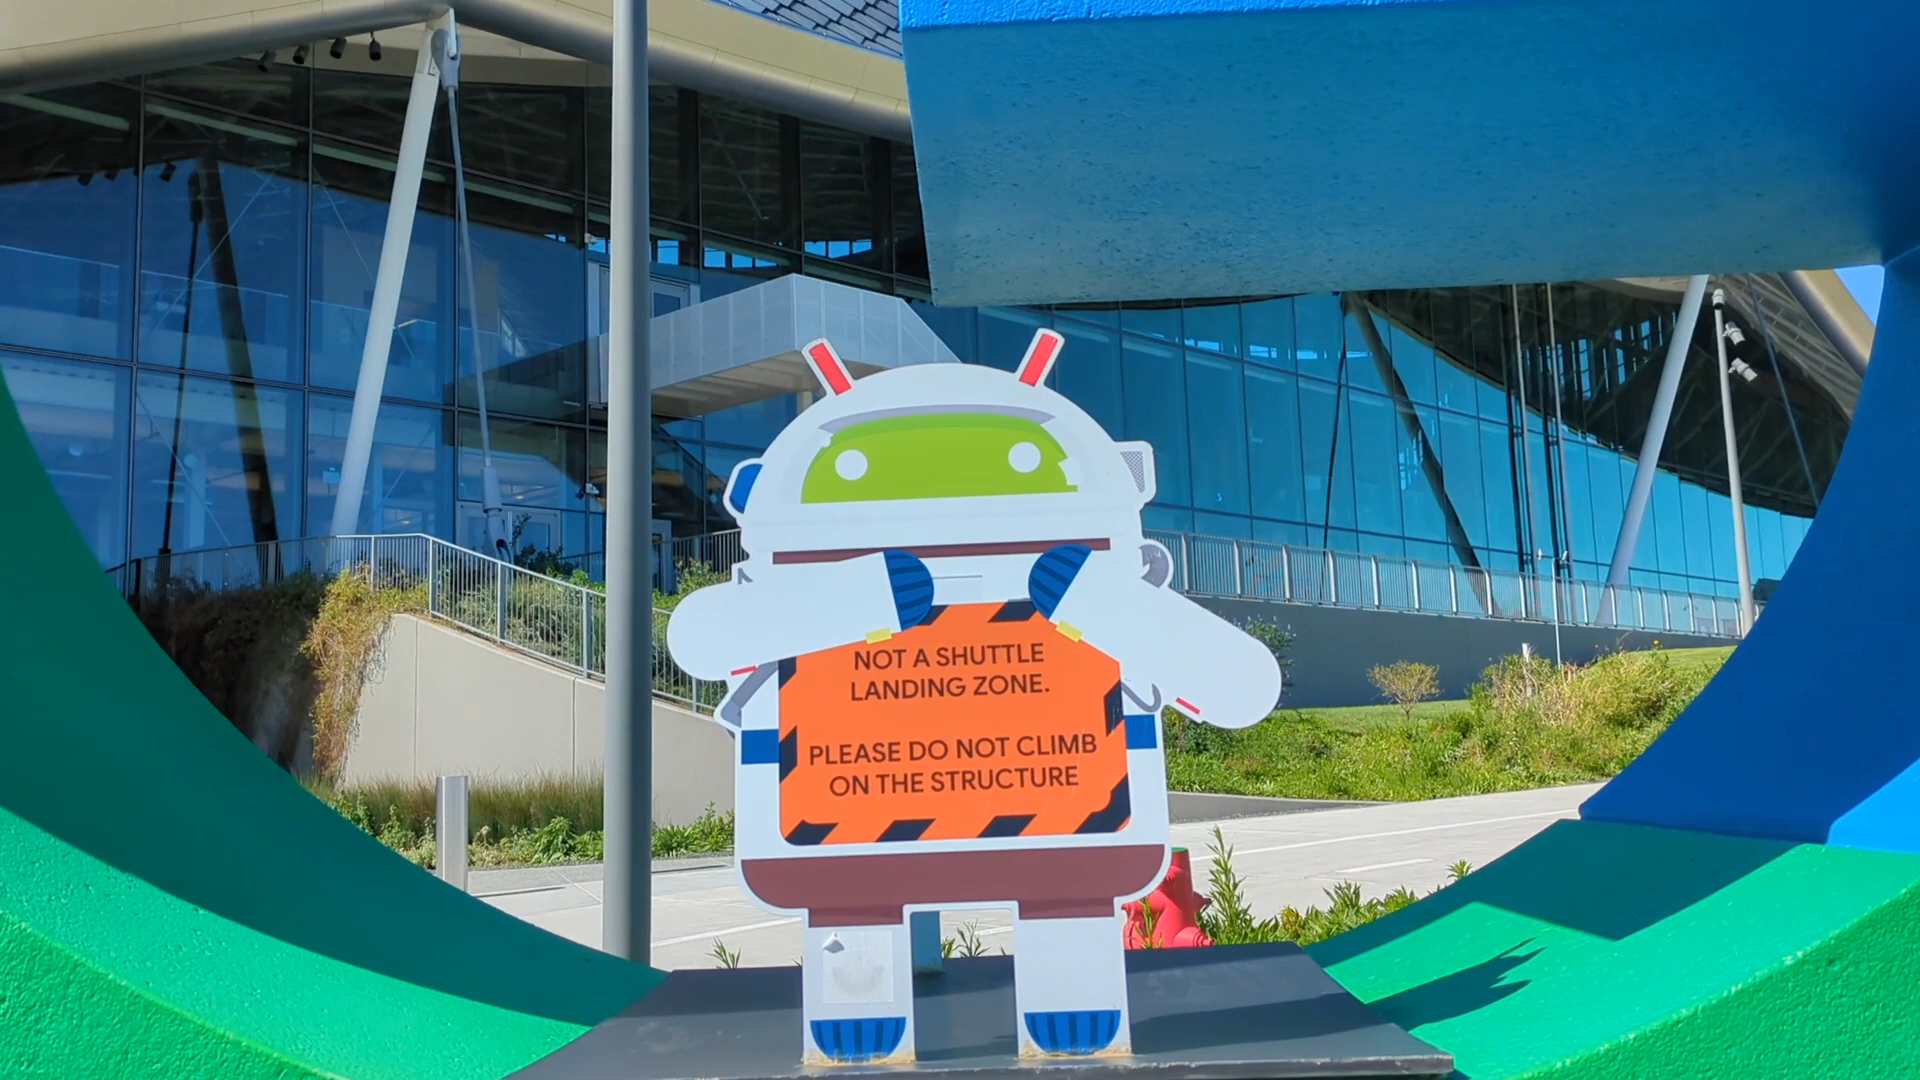 NOT A SHUTTLE
LANDING ZONE.
PLEASE DO NOT CLIMB
ON THE STRUCTURE